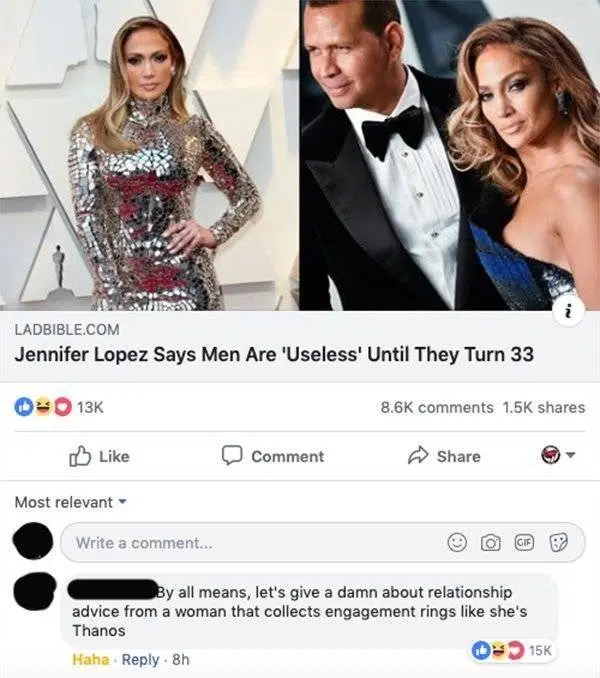 LADBIBLE.COM
Jennifer Lopez Says Men Are 'Useless' Until They Turn 33
13K
8.6K comments 1.5K shares
Like
Comment
Share
Most relevant
Write a comment...
GIF
By all means, let's give a damn about relationship
advice from a woman that collects engagement rings like she's
Thanos
15K
Haha · Reply · 8h